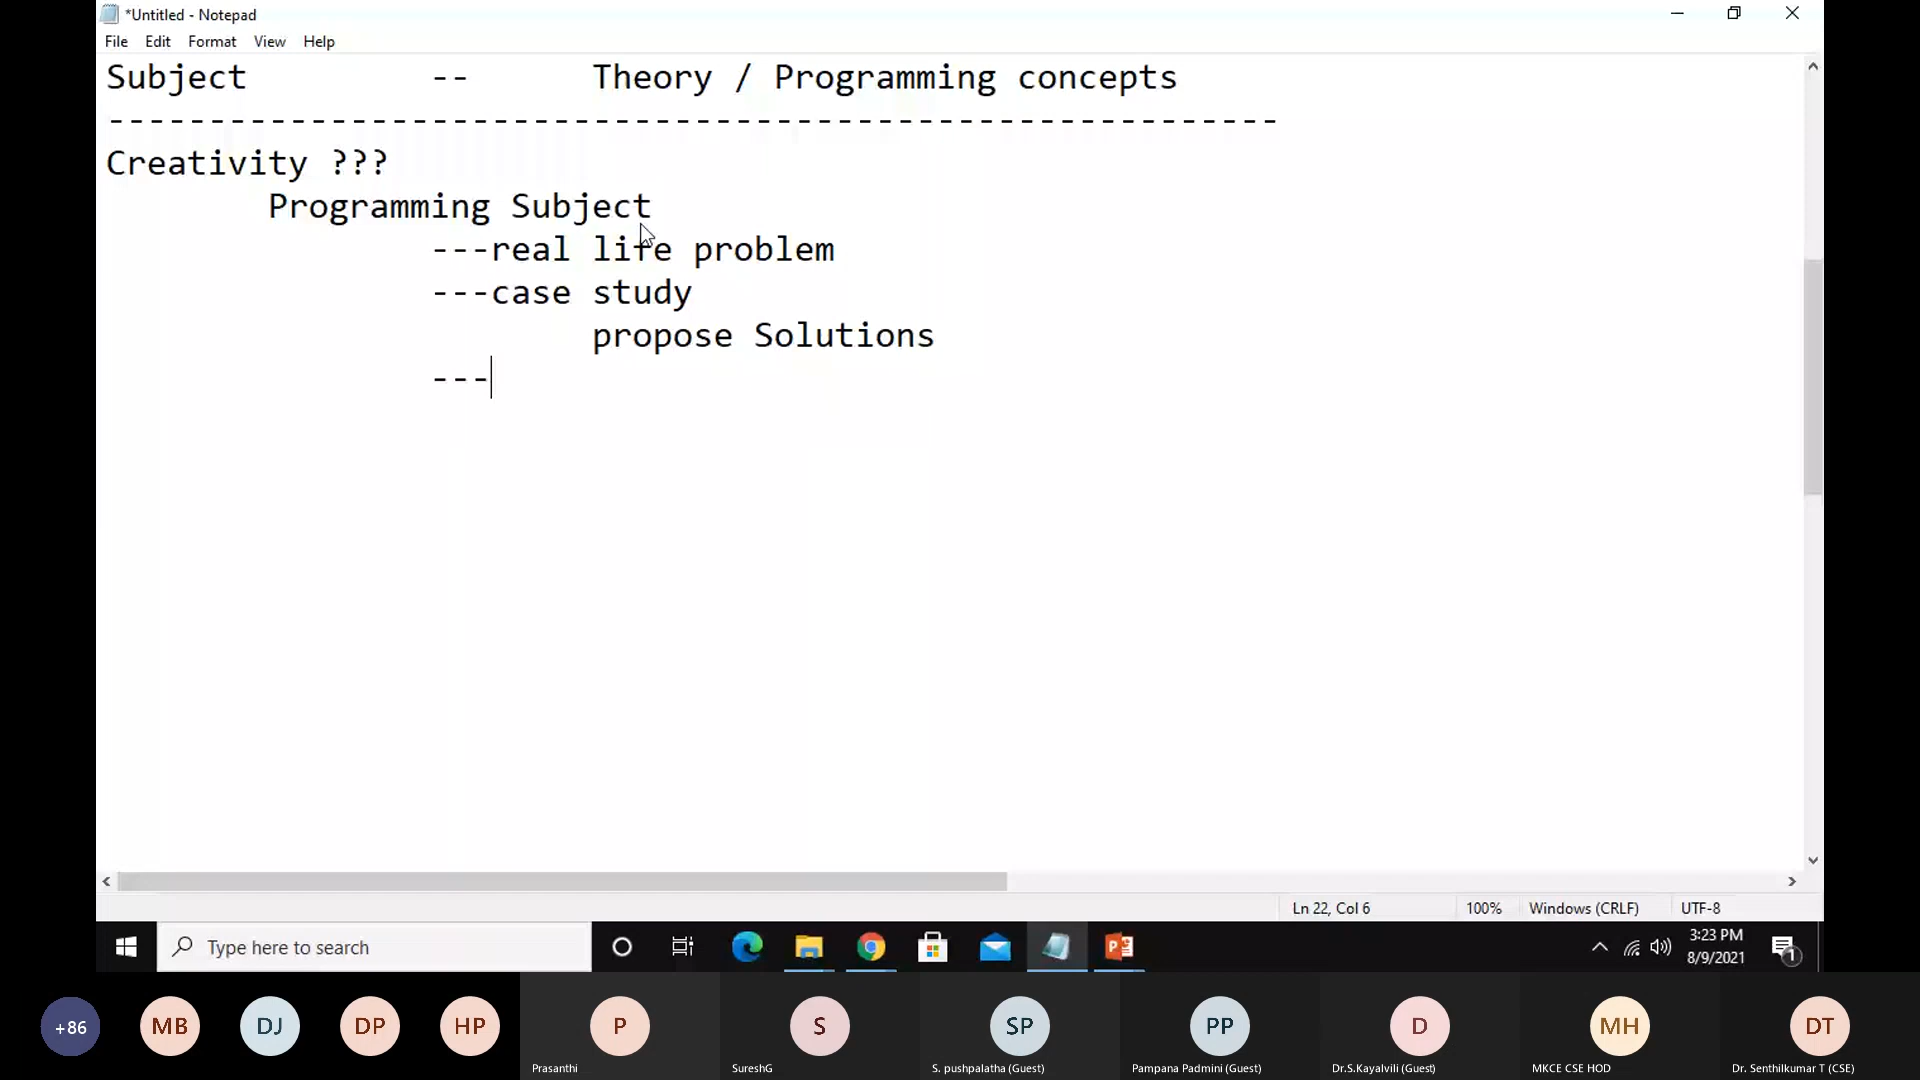 *Untitled - Notepad
File Edit Format View Help
Subject -- Theory / Programming concepts
----------------------------------------------------------
Creativity ???
Programming Subject
---real life problem
---case study
propose Solutions
---
Ln 22, Col 6 100% Windows (CRLF) UTF-8
Type here to search
3:23 PM
8/9/2021
1
+86 MB DJ DP HP P S SP PP D MH DT
Prasanthi SureshG S. pushpalatha (Guest) Pampana Padmini (Guest) Dr.S.Kayalvili (Guest) MKCE CSE HOD Dr. Senthilkumar T (CSE)